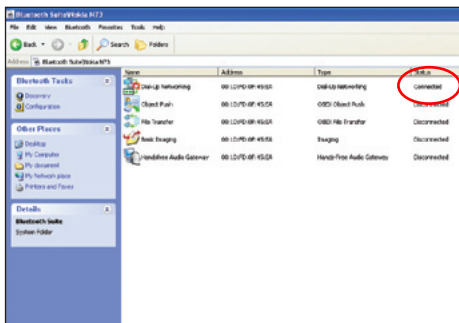 Bluetooth Suite\Nokia N73
File Edit View Bluetooth Favorites Tools Help
Back Search Folders
Address Bluetooth Suite\Nokia N73
Name Address Type Status
Bluetooth Tasks
Discovery
Configuration
Other Places
Desktop
My Computer
My document
My Network place
Printers and Faxes
Details
Bluetooth Suite
System Folder
Dial-Up Networking Dial-Up Networking Connected
Object Push OBEX Object Push Disconnected
File Transfer OBEX File Transfer Disconnected
Basic Imaging Imaging Disconnected
Handsfree Audio Gateway Hands-Free Audio Gateway Disconnected